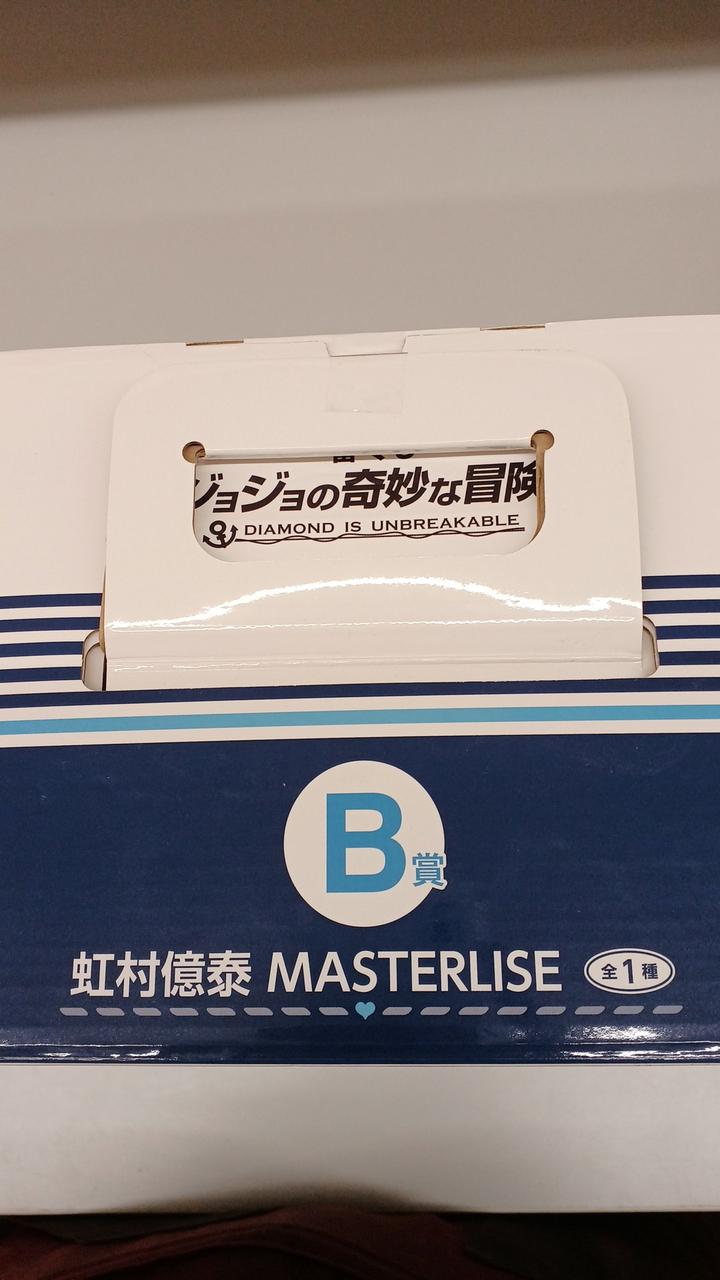 ジョジョの奇妙な冒険
DIAMOND IS UNBREAKABLE
B賞
虹村億泰 MASTERLISE 全1種